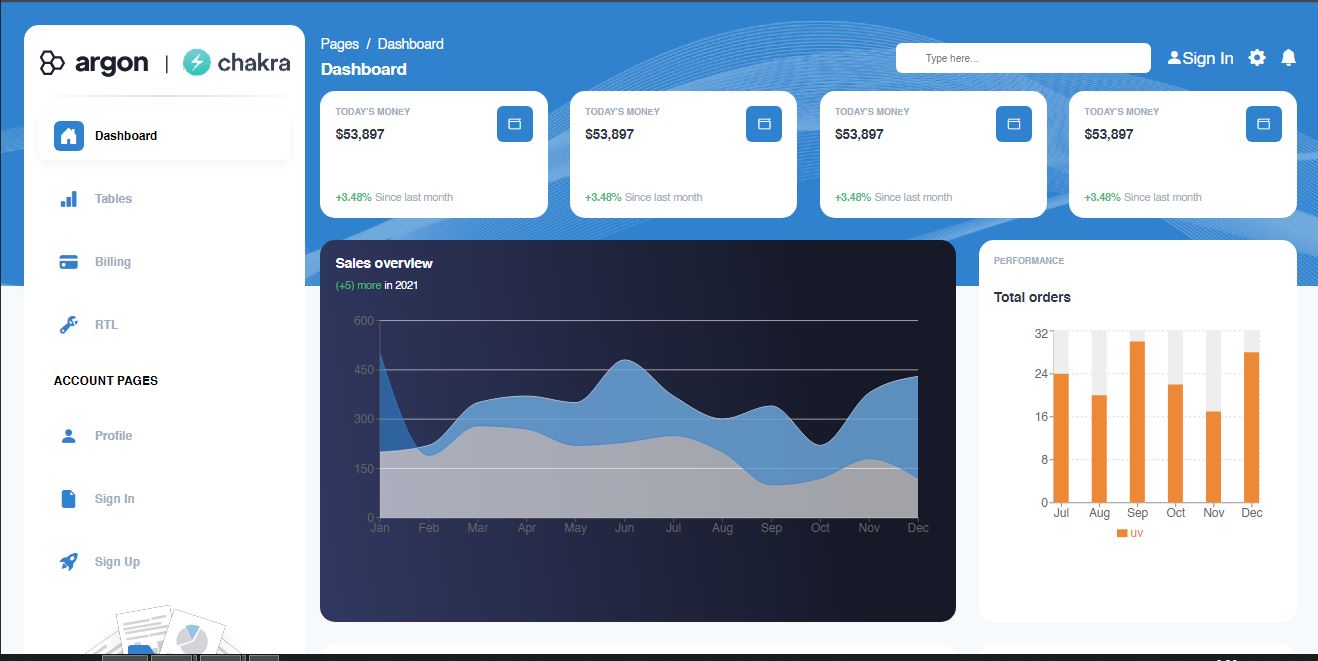 argon | chakra
Dashboard
Tables
Billing
RTL
ACCOUNT PAGES
Profile
Sign In
Sign Up
Pages / Dashboard
Dashboard
Type here...
Sign In
TODAY'S MONEY
$53,897
+3.48% Since last month
TODAY'S MONEY
$53,897
+3.48% Since last month
TODAY'S MONEY
$53,897
+3.48% Since last month
TODAY'S MONEY
$53,897
+3.48% Since last month
Sales overview
(+5) more in 2021
600
450
300
150
0
Jan Feb Mar Apr May Jun Jul Aug Sep Oct Nov Dec
PERFORMANCE
Total orders
32
24
16
8
0
Jul Aug Sep Oct Nov Dec
uv